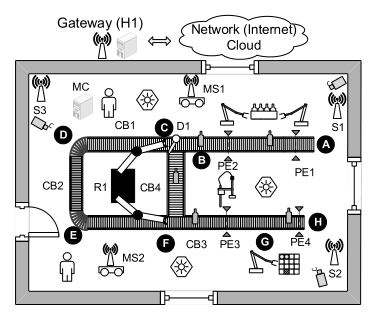 Gateway (H1)
Network (Internet)
Cloud
S3
MC
MS1
S1
CB1
C
D1
D
A
B
PE2
PE1
CB2
R1
CB4
H
E
F
CB3
PE3
G
PE4
MS2
S2